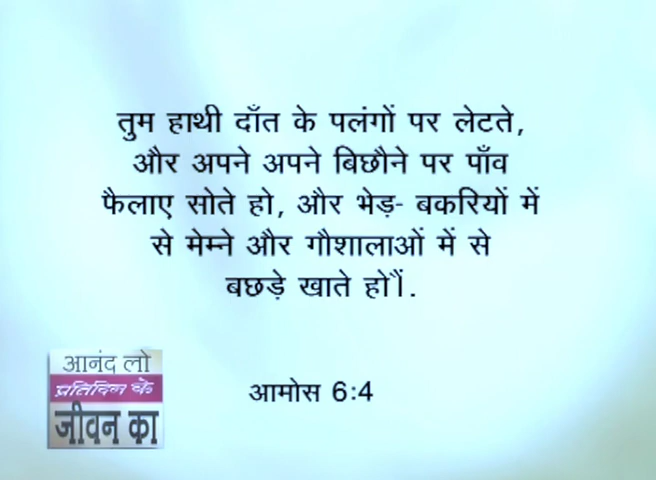 तुम हाथी दाँत के पलंगों पर लेटते,
और अपने अपने बिछौने पर पाँव
फैलाए सोते हो, और भेड़- बकरियों में
से मेम्ने और गौशालाओं में से
बछड़े खाते होौं.
आनंद लो
प्रतिदिन के
जीवन का
आमोस 6:4